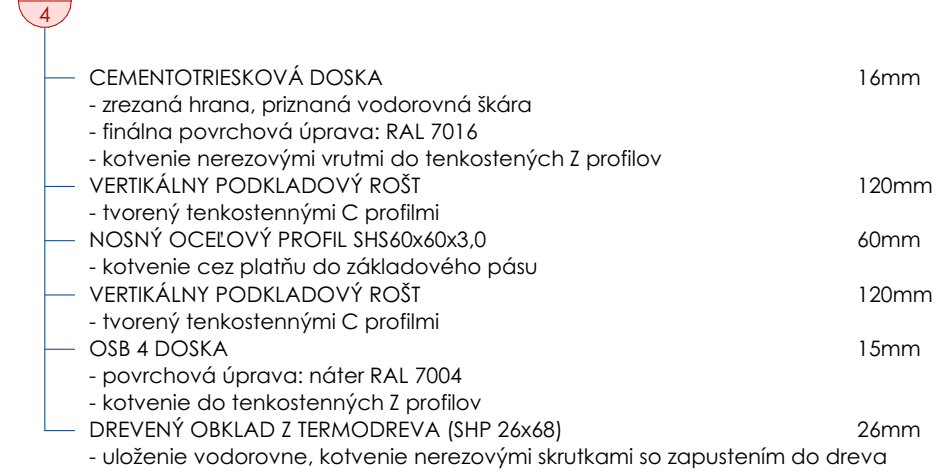 4
CEMENTOTRIESKOVÁ DOSKA 16mm
- zrezaná hrana, priznaná vodorovná škára
- finálna povrchová úprava: RAL 7016
- kotvenie nerezovými vrutmi do tenkostených Z profilov
VERTIKÁLNY PODKLADOVÝ ROŠT 120mm
- tvorený tenkostennými C profilmi
NOSNÝ OCEĽOVÝ PROFIL SHS60x60x3,0 60mm
- kotvenie cez platňu do základového pásu
VERTIKÁLNY PODKLADOVÝ ROŠT 120mm
- tvorený tenkostennými C profilmi
OSB 4 DOSKA 15mm
- povrchová úprava: náter RAL 7004
- kotvenie do tenkostenných Z profilov
DREVENÝ OBKLAD Z TERMODREVA (SHP 26x68) 26mm
- uloženie vodorovne, kotvenie nerezovými skrutkami so zapustením do dreva